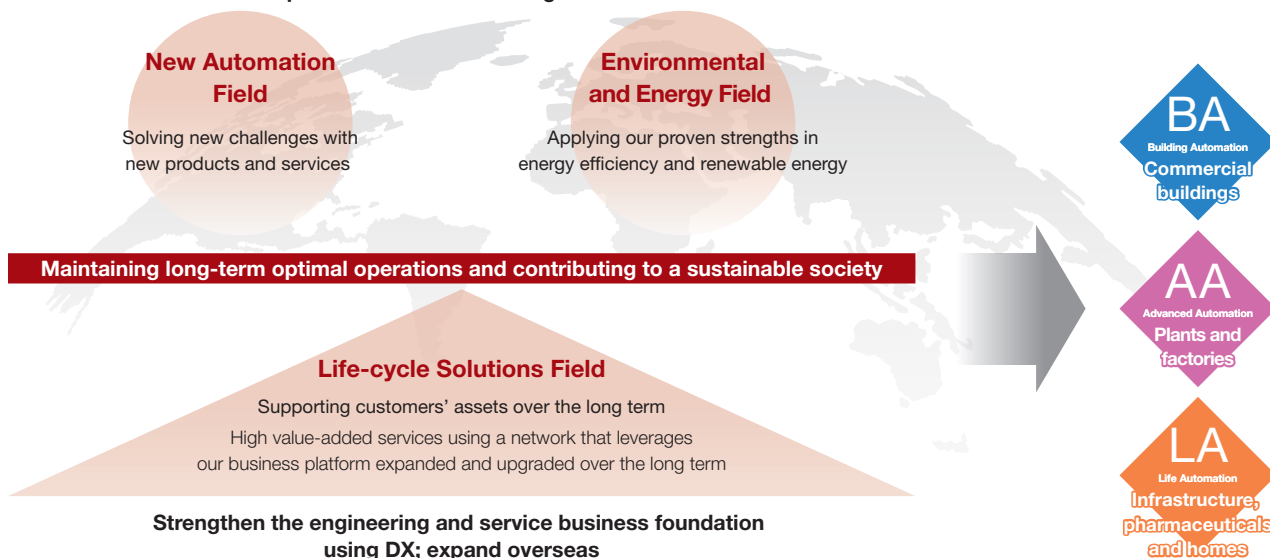 New Automation
Field
Solving new challenges with
new products and services
Environmental
and Energy Field
Applying our proven strengths in
energy efficiency and renewable energy
Maintaining long-term optimal operations and contributing to a sustainable society
Life-cycle Solutions Field
Supporting customers’ assets over the long term
High value-added services using a network that leverages
our business platform expanded and upgraded over the long term
Strengthen the engineering and service business foundation
using DX; expand overseas
BA
Building Automation
Commercial
buildings
AA
Advanced Automation
Plants and
factories
LA
Life Automation
Infrastructure,
pharmaceuticals
and homes